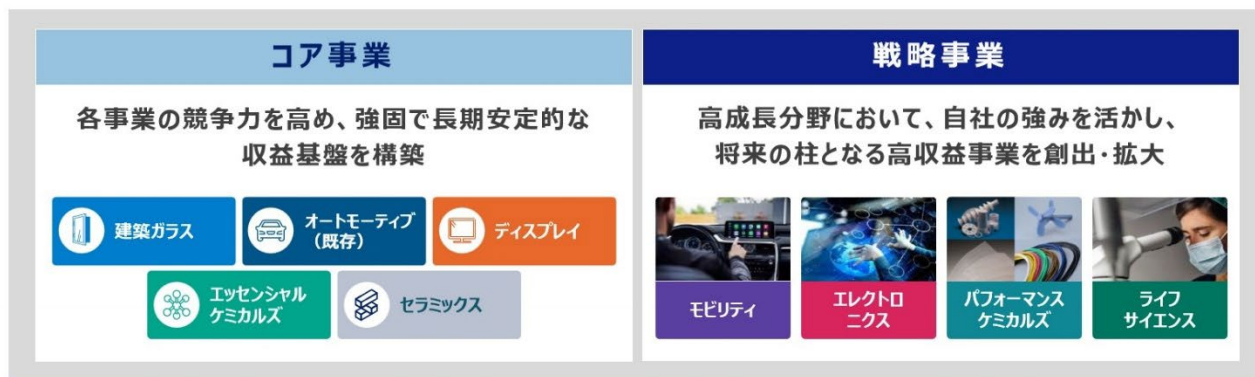 コア事業
各事業の競争力を高め、強固で長期安定的な
収益基盤を構築
建築ガラス
オートモーティブ
（既存）
ディスプレイ
エッセンシャル
ケミカルズ
セラミックス
戦略事業
高成長分野において、自社の強みを活かし、
将来の柱となる高収益事業を創出・拡大
モビリティ
エレクトロ
ニクス
パフォーマンス
ケミカルズ
ライフ
サイエンス